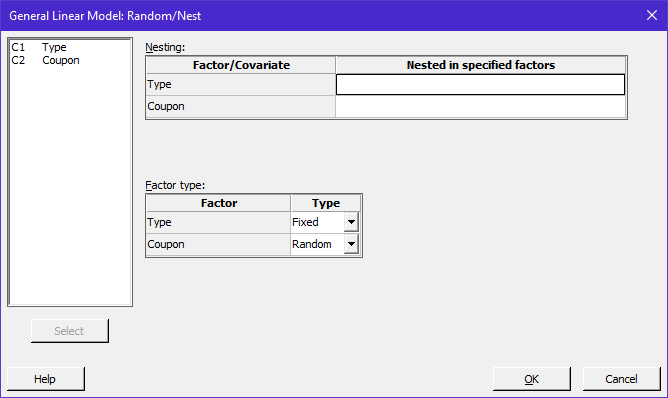 General Linear Model: Random/Nest
C1 Type
C2 Coupon
Nesting:
Factor/Covariate Nested in specified factors
Type
Coupon
Factor type:
Factor Type
Type Fixed
Coupon Random
Select
Help OK Cancel